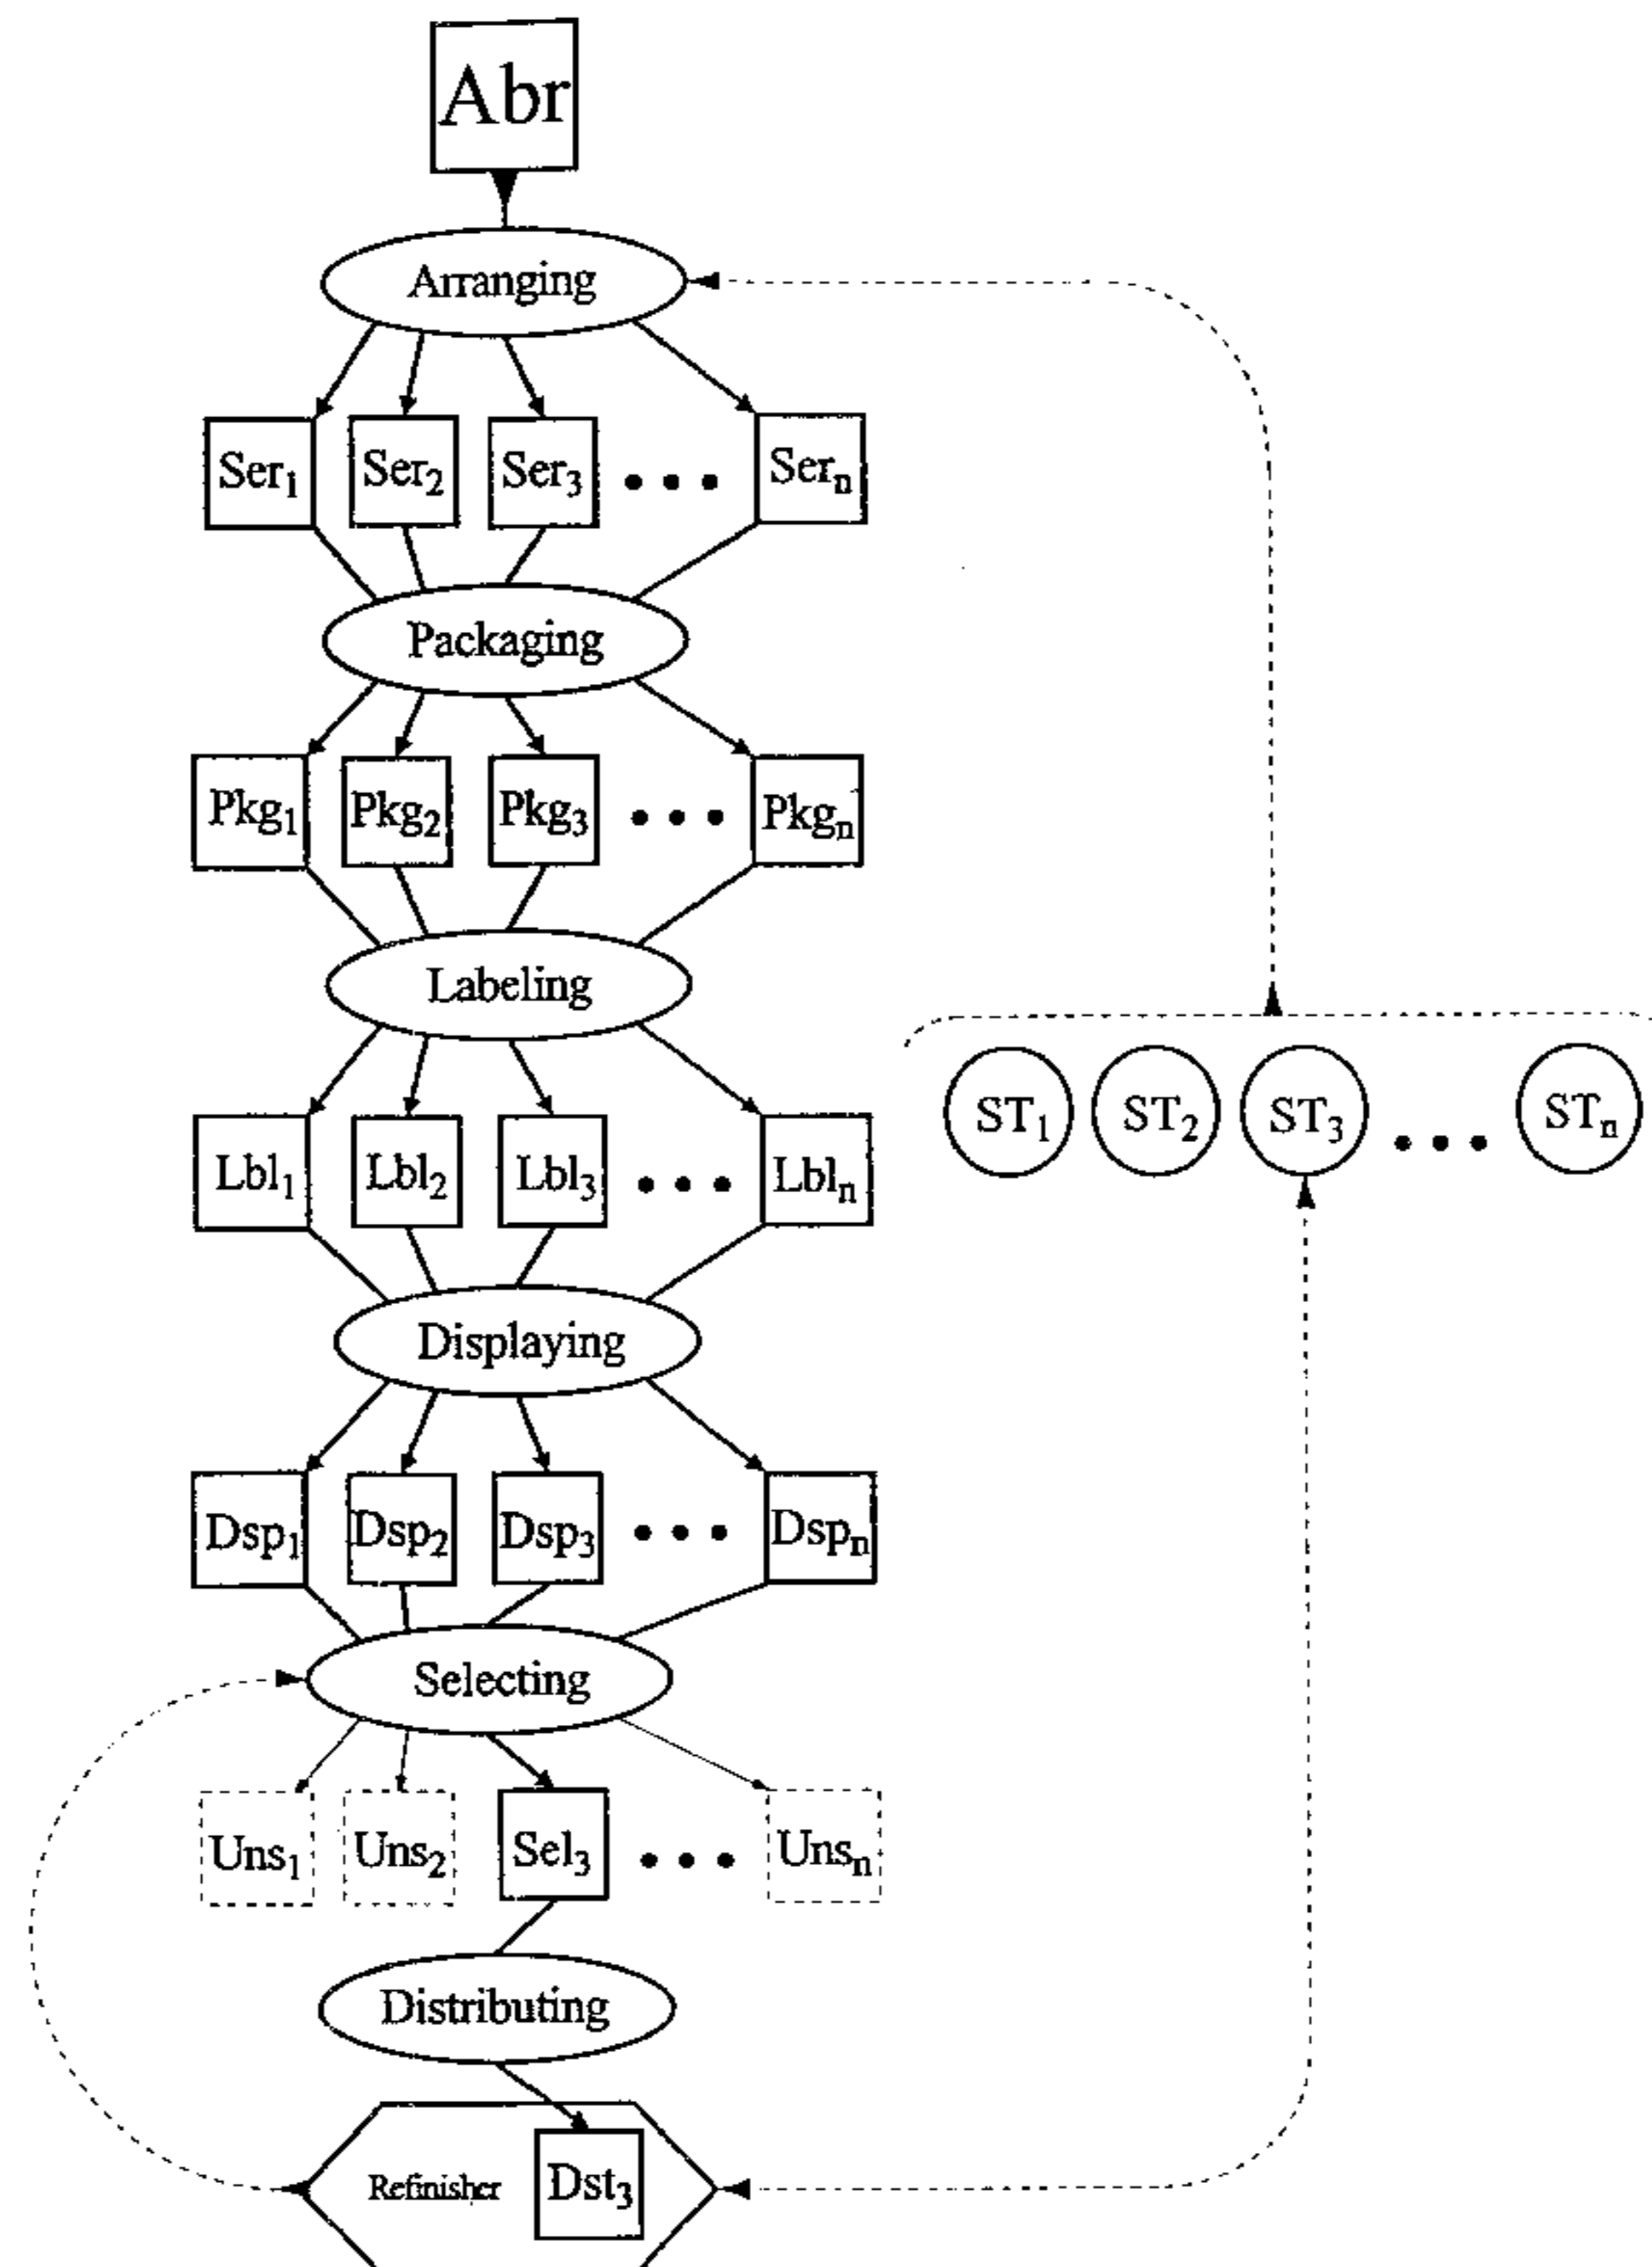 Abr
Arranging
Ser₁ Ser₂ Ser₃ • • • Serₙ
Packaging
Pkg₁ Pkg₂ Pkg₃ • • • Pkgₙ
Labeling
ST₁ ST₂ ST₃ • • • STₙ
Lbl₁ Lbl₂ Lbl₃ • • • Lblₙ
Displaying
Dsp₁ Dsp₂ Dsp₃ • • • Dspₙ
Selecting
Uns₁ Uns₂ Sel₃ • • • Unsₙ
Distributing
Refinisher Dst₃